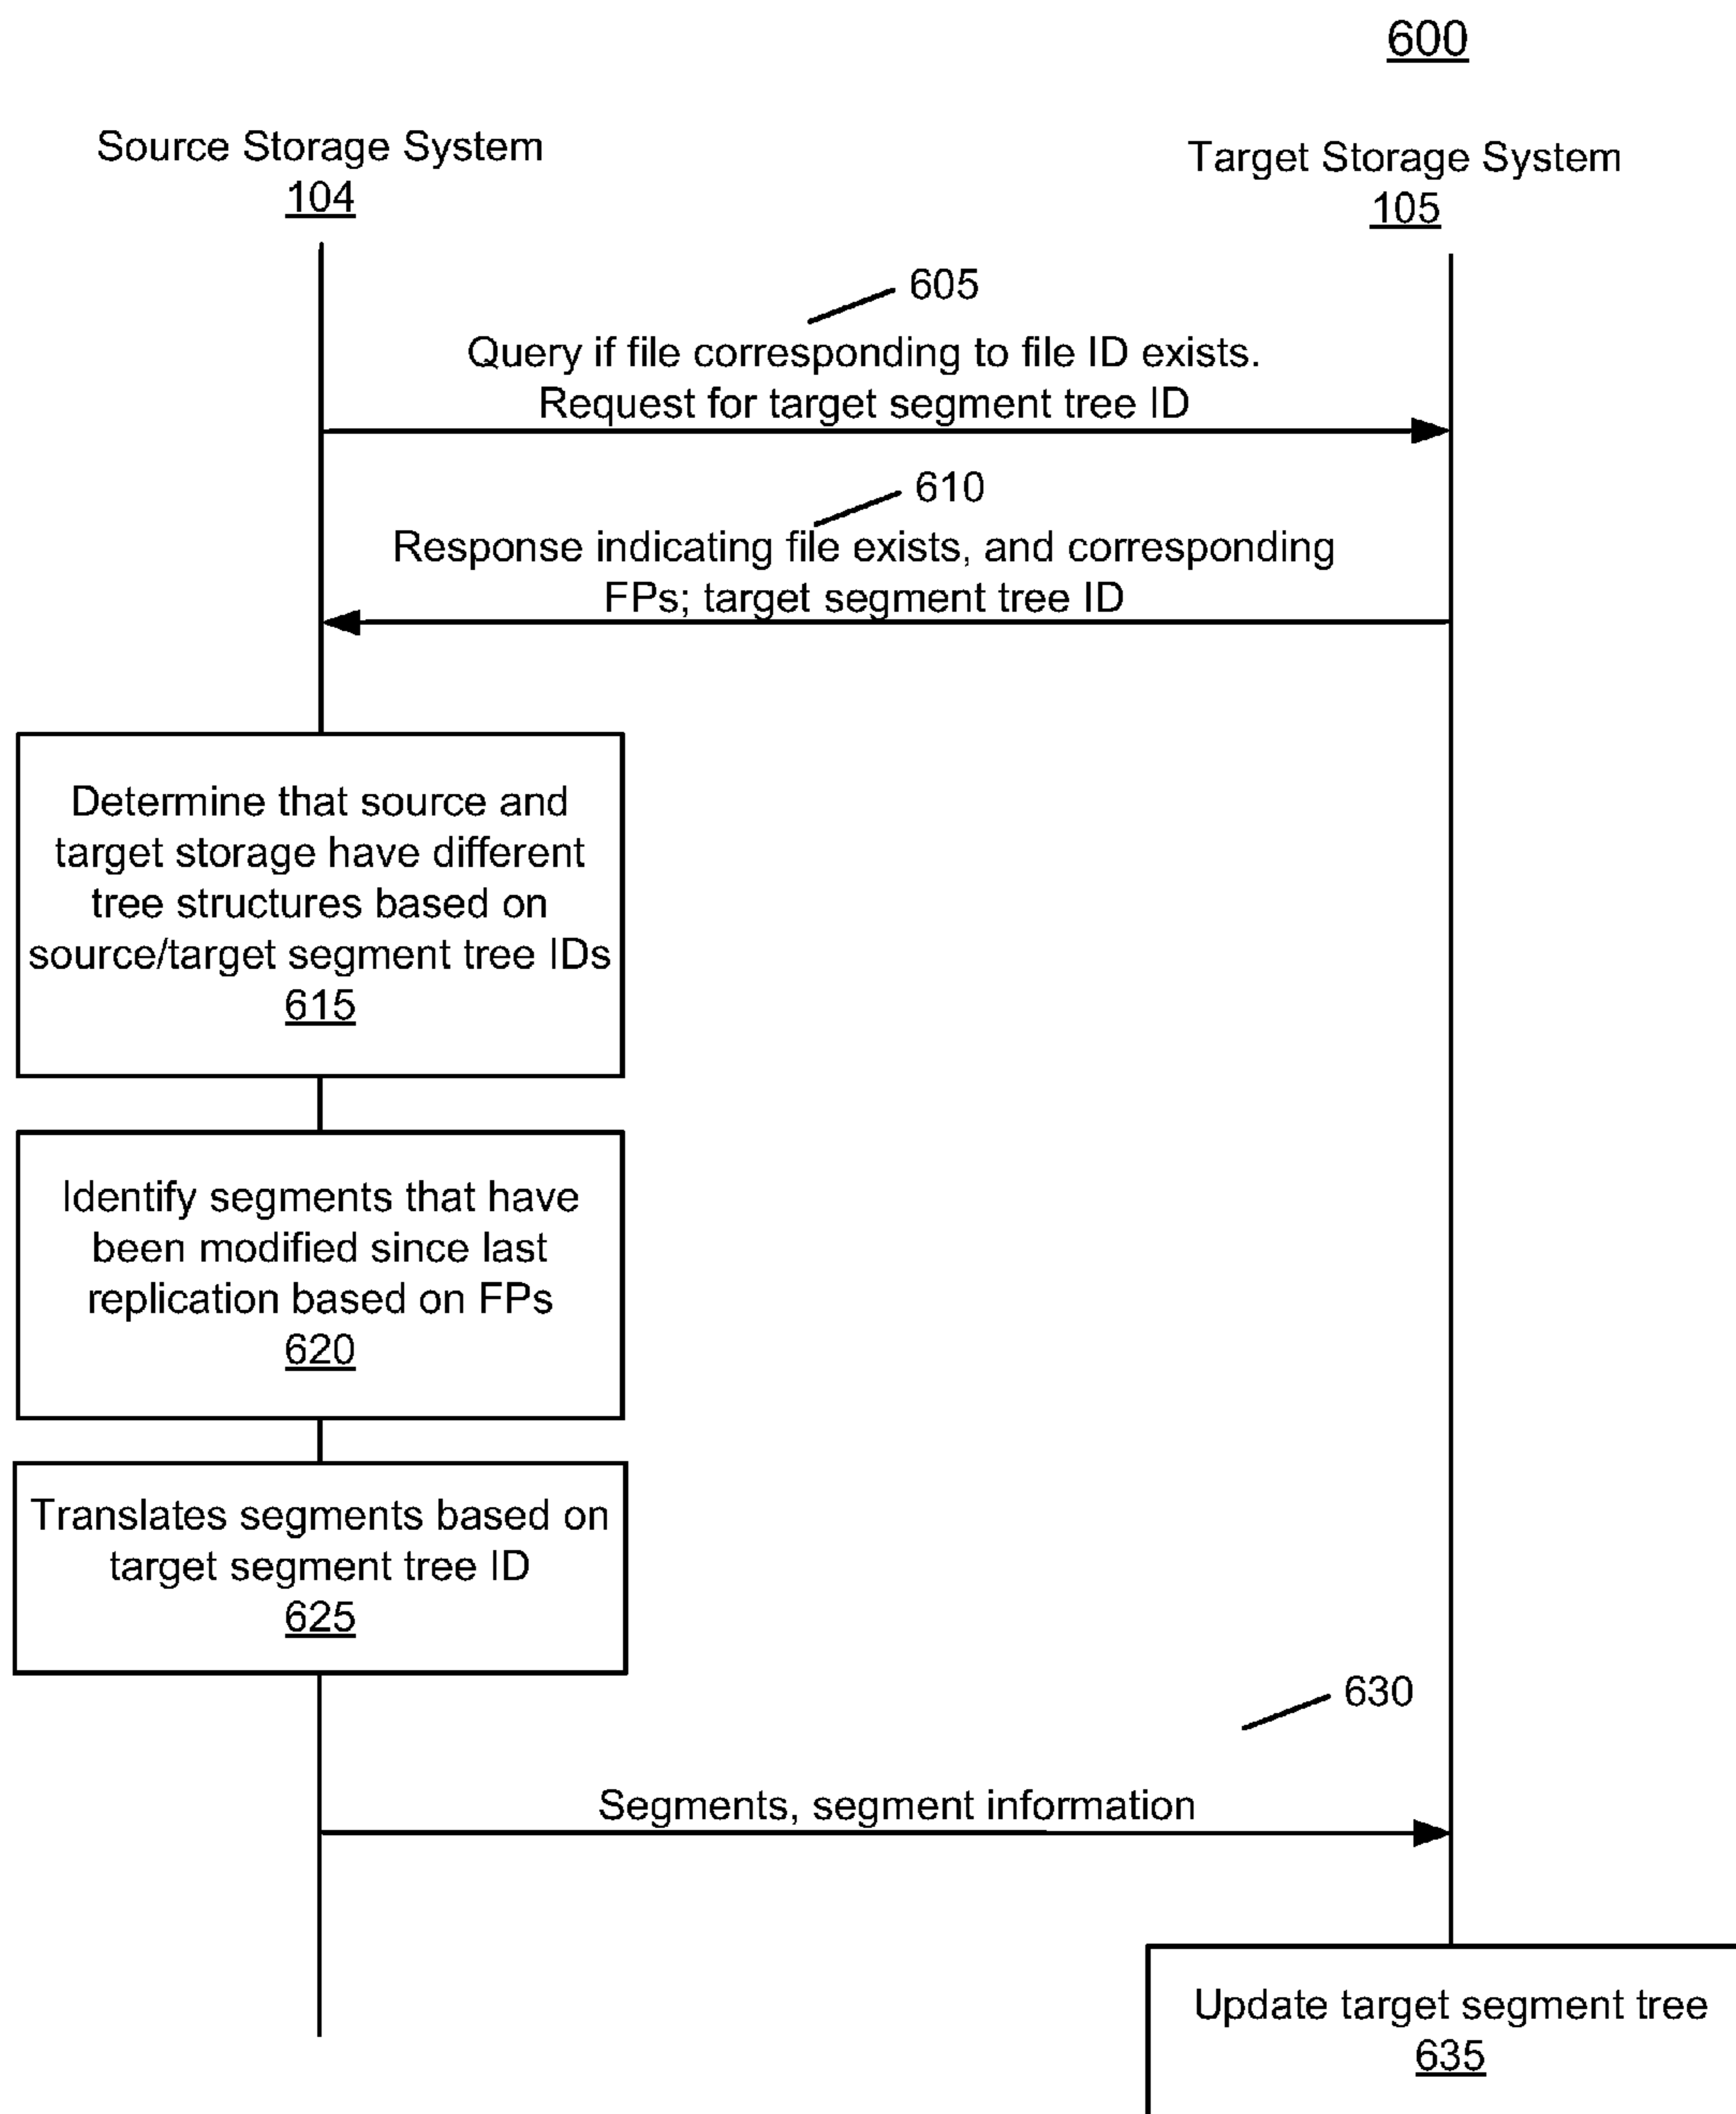 600
Source Storage System
104
Target Storage System
105
605
Query if file corresponding to file ID exists.
Request for target segment tree ID
610
Response indicating file exists, and corresponding
FPs; target segment tree ID
Determine that source and
target storage have different
tree structures based on
source/target segment tree IDs
615
Identify segments that have
been modified since last
replication based on FPs
620
Translates segments based on
target segment tree ID
625
630
Segments, segment information
Update target segment tree
635